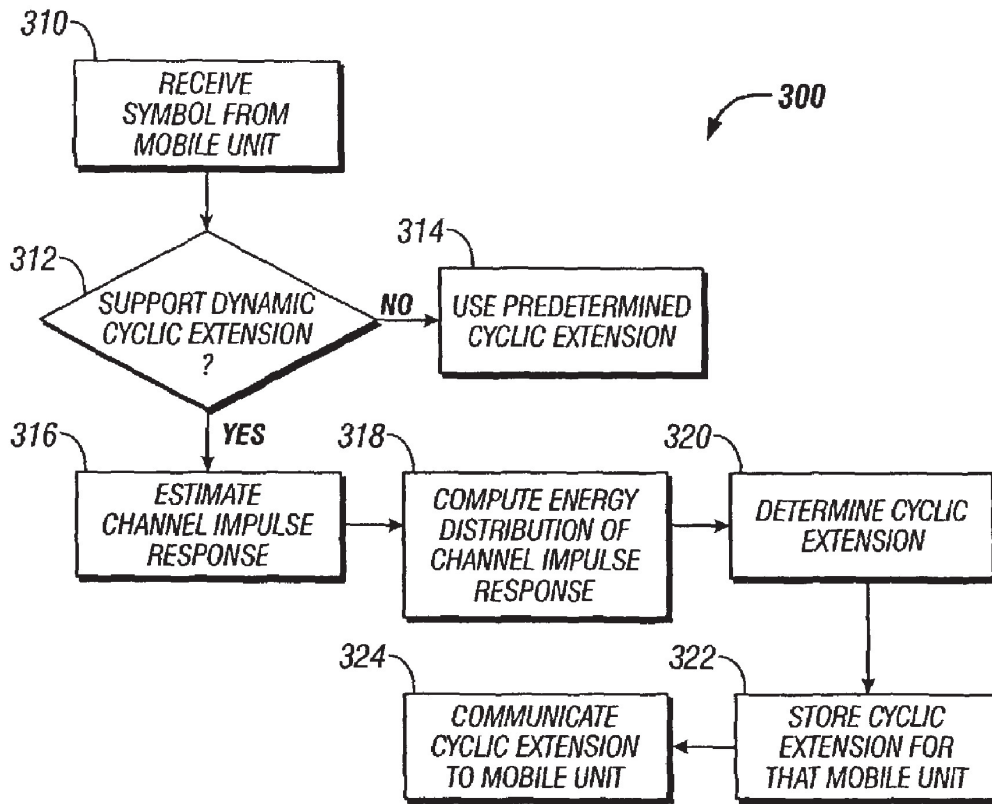 310
RECEIVE
SYMBOL FROM
MOBILE UNIT
300
312
SUPPORT DYNAMIC
CYCLIC EXTENSION
?
NO
314
USE PREDETERMINED
CYCLIC EXTENSION
YES
316
ESTIMATE
CHANNEL IMPULSE
RESPONSE
318
COMPUTE ENERGY
DISTRIBUTION OF
CHANNEL IMPULSE
RESPONSE
320
DETERMINE CYCLIC
EXTENSION
322
STORE CYCLIC
EXTENSION FOR
THAT MOBILE UNIT
324
COMMUNICATE
CYCLIC EXTENSION
TO MOBILE UNIT